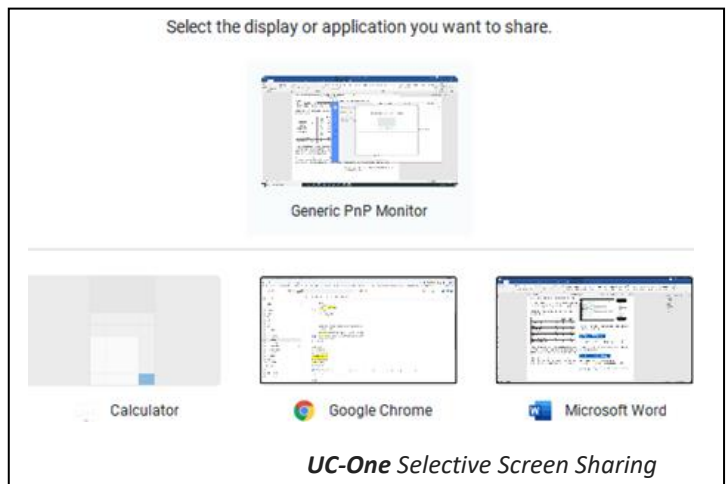 Select the display or application you want to share.
Generic PnP Monitor
Calculator
Google Chrome
Microsoft Word
UC-One Selective Screen Sharing